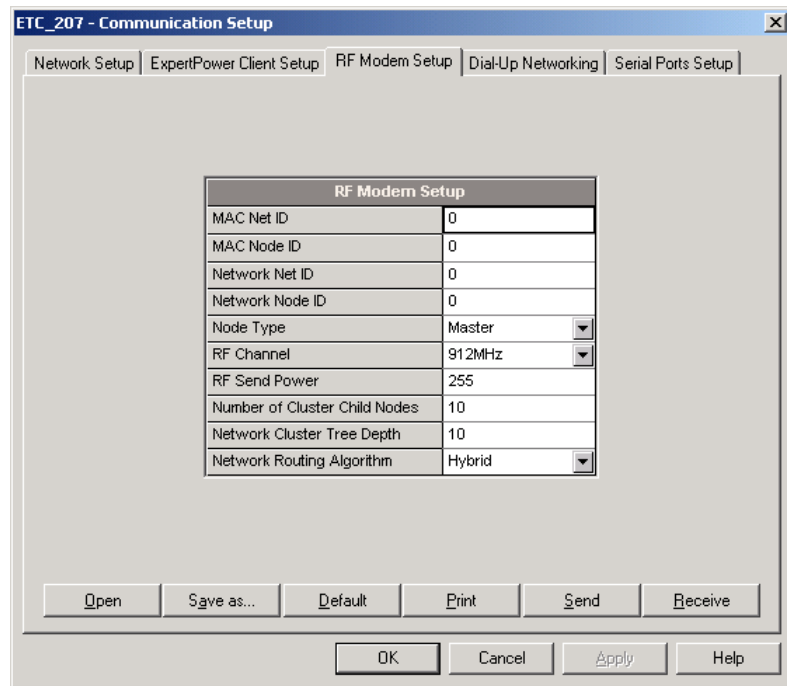 ETC_207 - Communication Setup
Network Setup ExpertPower Client Setup RF Modem Setup Dial-Up Networking Serial Ports Setup
RF Modem Setup
MAC Net ID 0
MAC Node ID 0
Network Net ID 0
Network Node ID 0
Node Type Master
RF Channel 912MHz
RF Send Power 255
Number of Cluster Child Nodes 10
Network Cluster Tree Depth 10
Network Routing Algorithm Hybrid
Open Save as... Default Print Send Receive
OK Cancel Apply Help